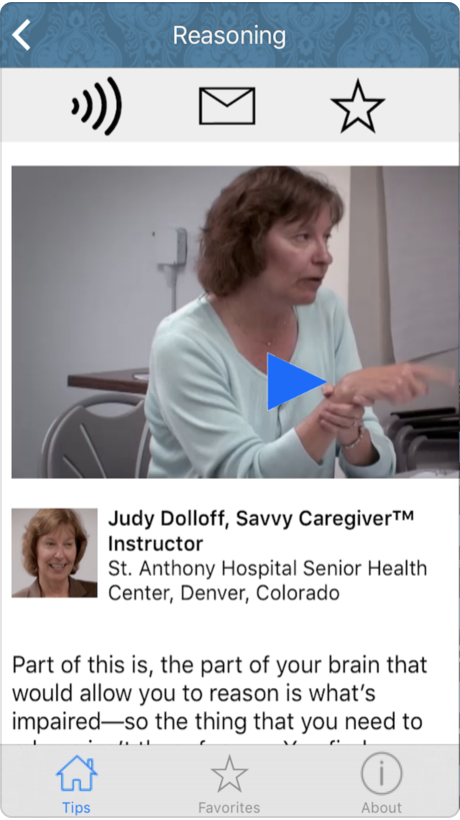 Reasoning
Judy Dolloff, Savvy Caregiver™
Instructor
St. Anthony Hospital Senior Health
Center, Denver, Colorado
Part of this is, the part of your brain that
would allow you to reason is what's
impaired—so the thing that you need to
Tips
Favorites
About